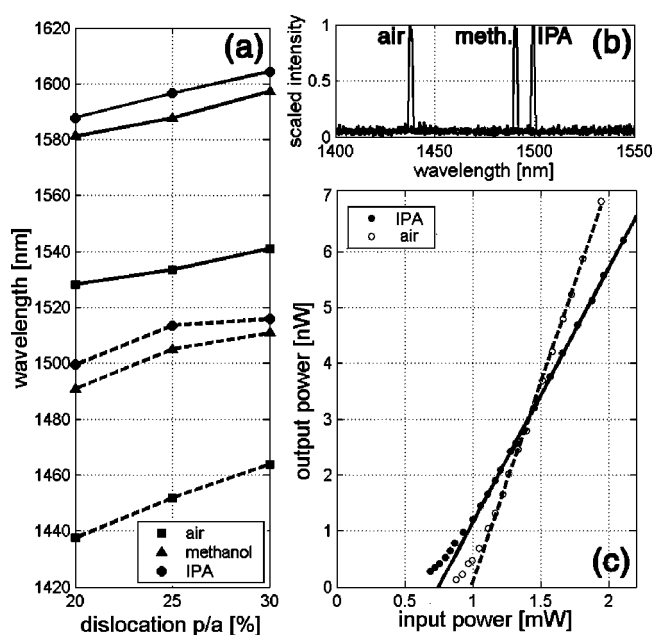 (a)
wavelength [nm]
1620
1600
1580
1560
1540
1520
1500
1480
1460
1440
1420
20
25
30
dislocation p/a [%]
air
methanol
IPA
(b)
air
meth.
IPA
scaled intensity
1
0.5
0
1400
1450
1500
1550
wavelength [nm]
IPA
air
output power [nW]
7
6
5
4
3
2
1
0
0
0.5
1
1.5
2
input power [mW]
(c)